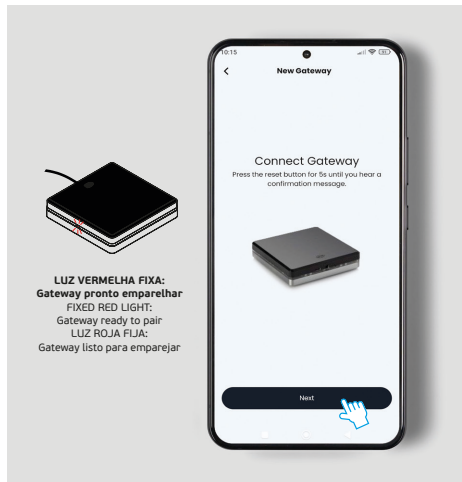 LUZ VERMELHA FIXA:
Gateway pronto emparelhar
FIXED RED LIGHT:
Gateway ready to pair
LUZ ROJA FIJA:
Gateway listo para emparejar
10:15
New Gateway
Connect Gateway
Press the reset button for 5s until you hear a
confirmation message.
Next